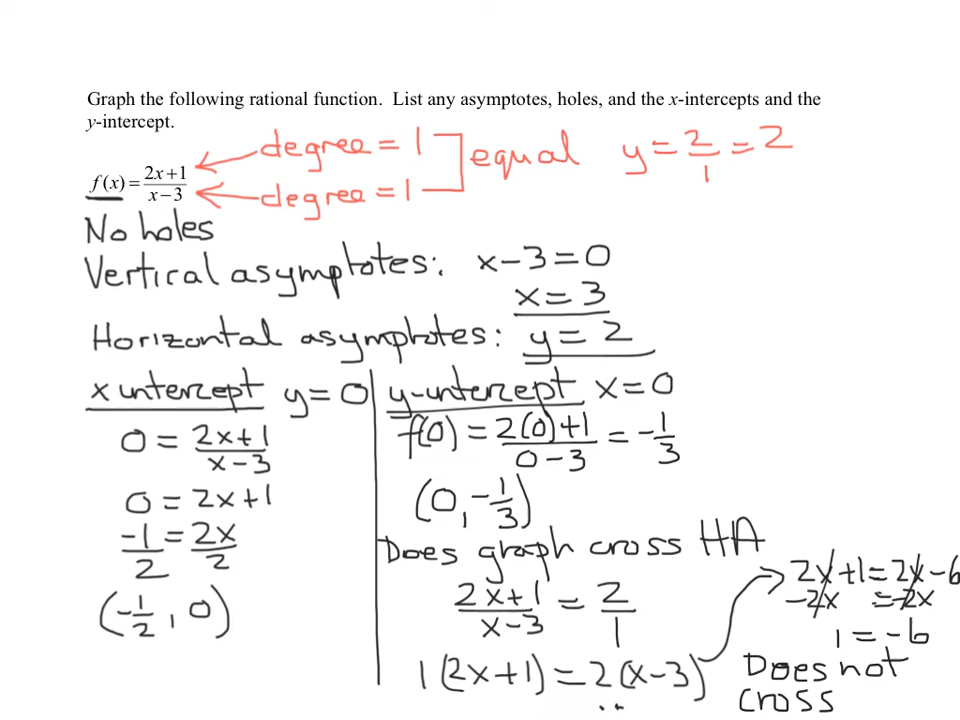 Graph the following rational function. List any asymptotes, holes, and the x-intercepts and the
y-intercept.
f(x) = (2x+1)/(x−3)
degree = 1
degree = 1
equal y = 2/1 = 2
No holes
Vertical asymptotes: x−3=0
x = 3
Horizontal asymptotes: y = 2
x intercept y = 0
0 = (2x+1)/(x−3)
0 = 2x+1
-1/2 = 2x/2
(-1/2, 0)
y-intercept x = 0
f(0) = (2(0)+1)/(0−3) = -1/3
(0, -1/3)
Does graph cross HA
(2x+1)/(x−3) = 2/1
1(2x+1) = 2(x−3)
2x+1=2x−6
−2x =−2x
1 = −6
Does not
cross